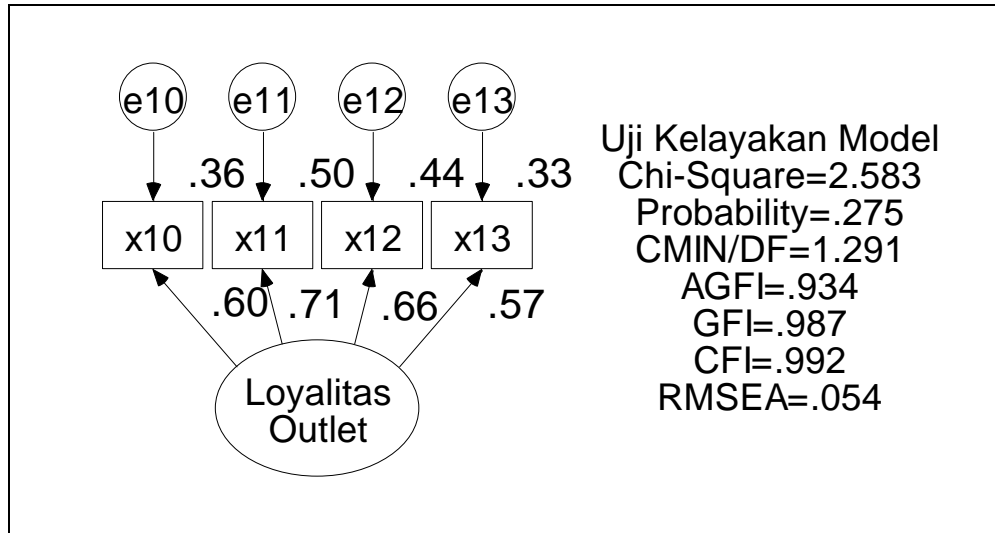 e10 e11 e12 e13
.36 .50 .44 .33
x10 x11 x12 x13
.60 .71 .66 .57
Loyalitas
Outlet
Uji Kelayakan Model
Chi-Square=2.583
Probability=.275
CMIN/DF=1.291
AGFI=.934
GFI=.987
CFI=.992
RMSEA=.054